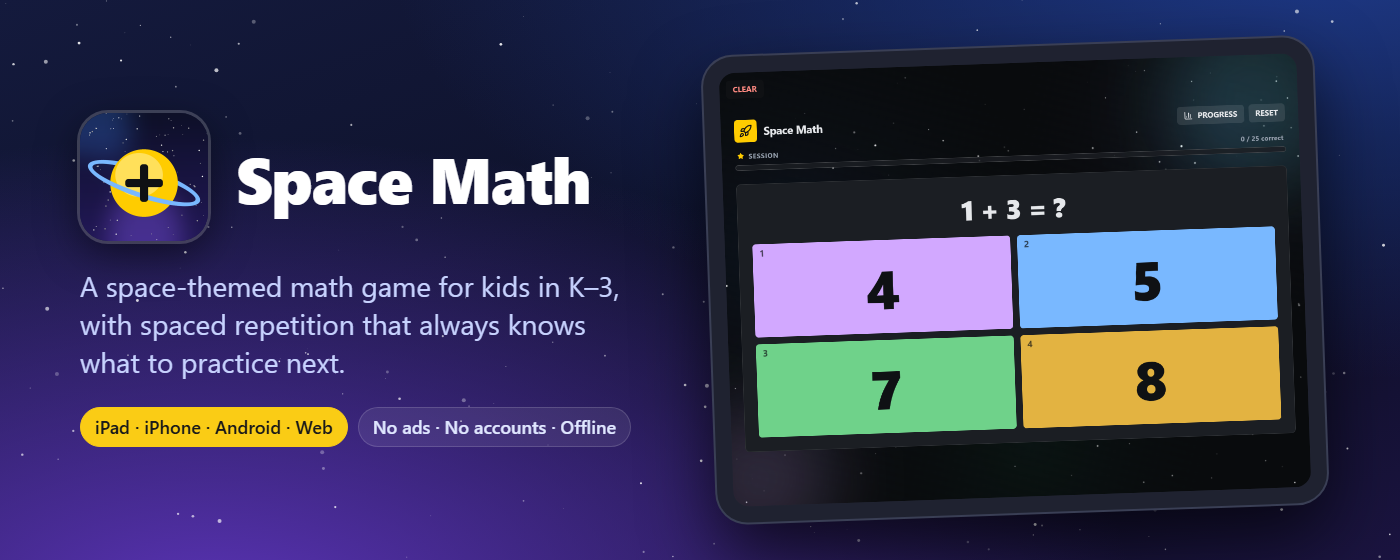 Space Math
A space-themed math game for kids in K–3,
with spaced repetition that always knows
what to practice next.
iPad · iPhone · Android · Web
No ads · No accounts · Offline
CLEAR
Space Math
PROGRESS
RESET
SESSION
0 / 25 correct
1 + 3 = ?
1
4
2
5
3
7
4
8